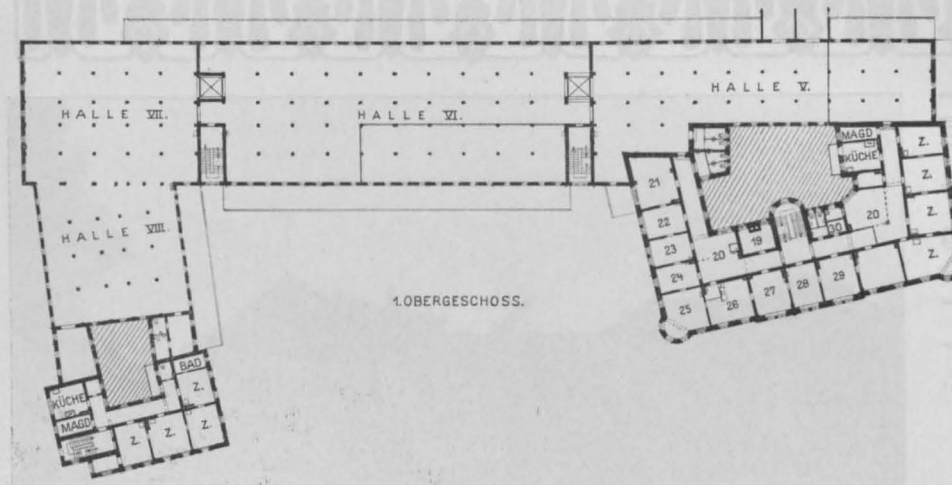 HALLE VII.
HALLE VI.
HALLE V.
HALLE VIII.
1. OBERGESCHOSS.
MAGD
KÜCHE
Z.
Z.
Z.
Z.
21
22
23
24
25
26
27
28
29
20
19
30
20
BAD
Z.
KÜCHE
MAGD
Z.
Z.
Z.